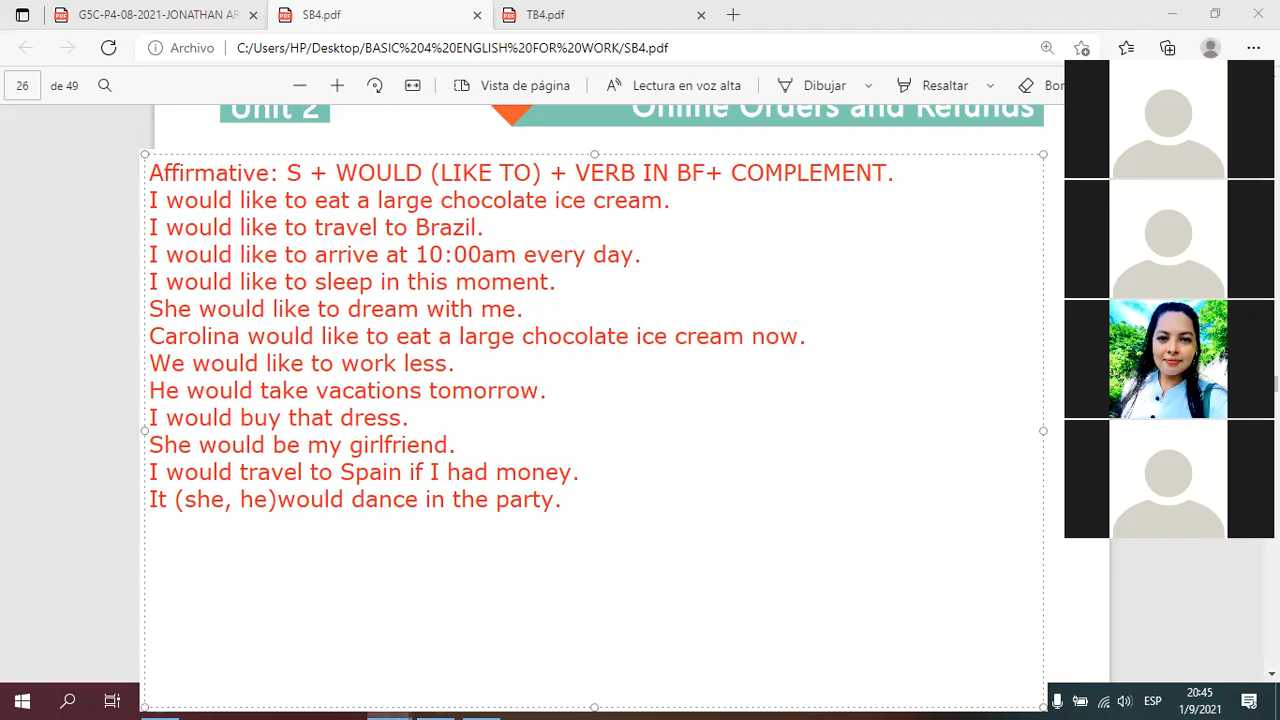 G5C-P4-08-2021-JONATHAN AR
SB4.pdf
TB4.pdf
Archivo
C:/Users/HP/Desktop/BASIC%204%20ENGLISH%20FOR%20WORK/SB4.pdf
26 de 49
Vista de página
Lectura en voz alta
Dibujar
Resaltar
Bor
Unit 2
Online Orders and Refunds
Affirmative: S + WOULD (LIKE TO) + VERB IN BF+ COMPLEMENT.
I would like to eat a large chocolate ice cream.
I would like to travel to Brazil.
I would like to arrive at 10:00am every day.
I would like to sleep in this moment.
She would like to dream with me.
Carolina would like to eat a large chocolate ice cream now.
We would like to work less.
He would take vacations tomorrow.
I would buy that dress.
She would be my girlfriend.
I would travel to Spain if I had money.
It (she, he)would dance in the party.
ESP
20:45
1/9/2021